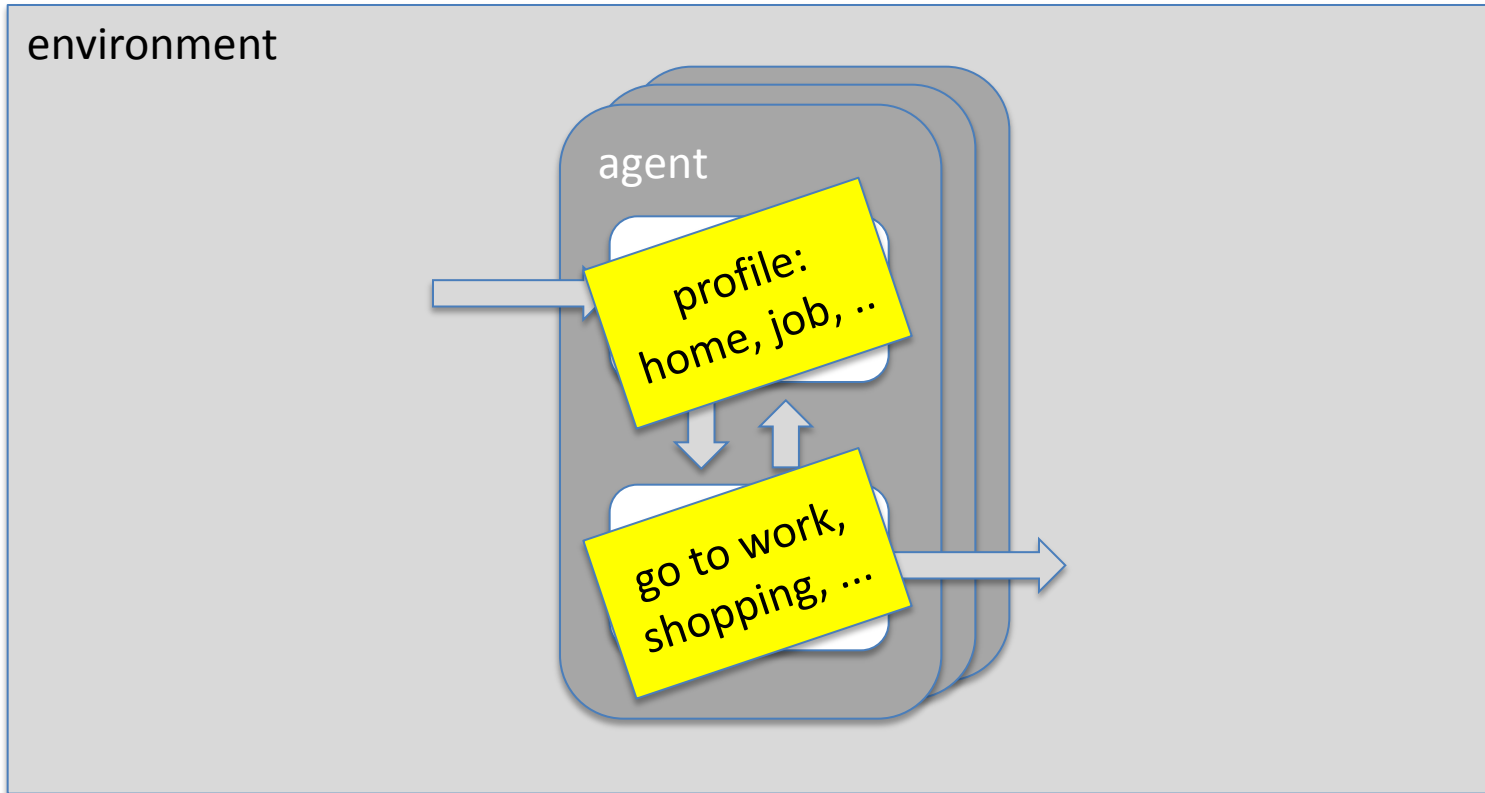 environment
agent
profile:
home, job, ..
go to work,
shopping, ...